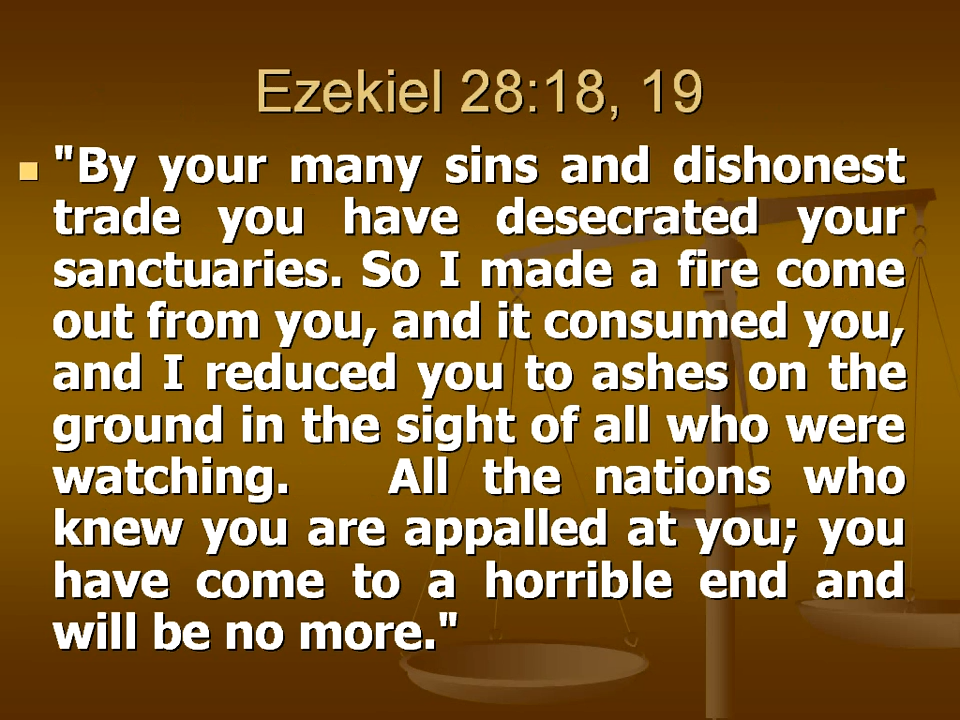 Ezekiel 28:18, 19
"By your many sins and dishonest
trade you have desecrated your
sanctuaries. So I made a fire come
out from you, and it consumed you,
and I reduced you to ashes on the
ground in the sight of all who were
watching. All the nations who
knew you are appalled at you; you
have come to a horrible end and
will be no more."